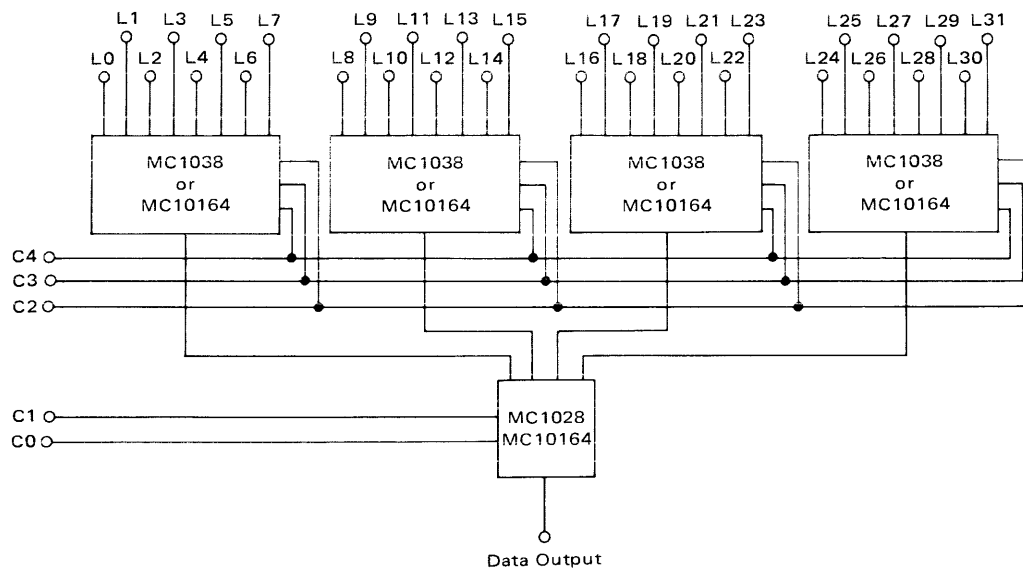 L1 L3 L5 L7 L9 L11 L13 L15 L17 L19 L21 L23 L25 L27 L29 L31
L0 L2 L4 L6 L8 L10 L12 L14 L16 L18 L20 L22 L24 L26 L28 L30
MC1038
or
MC10164
MC1038
or
MC10164
MC1038
or
MC10164
MC1038
or
MC10164
C4
C3
C2
C1
C0
MC1028
MC10164
Data Output